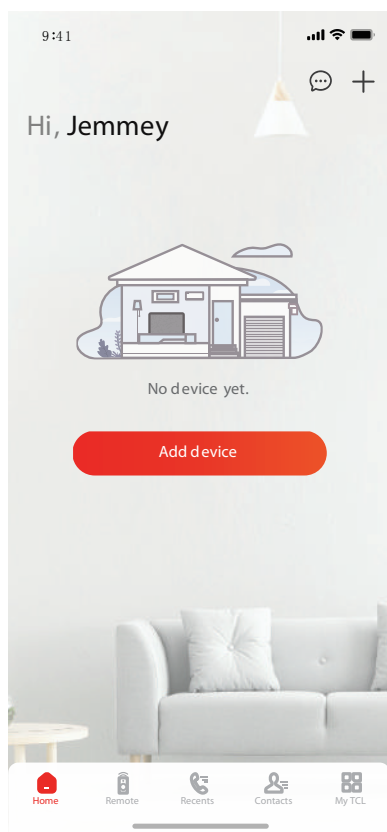 9:41
Hi, Jemmey
No device yet.
Add device
Home Remote Recents Contacts My TCL